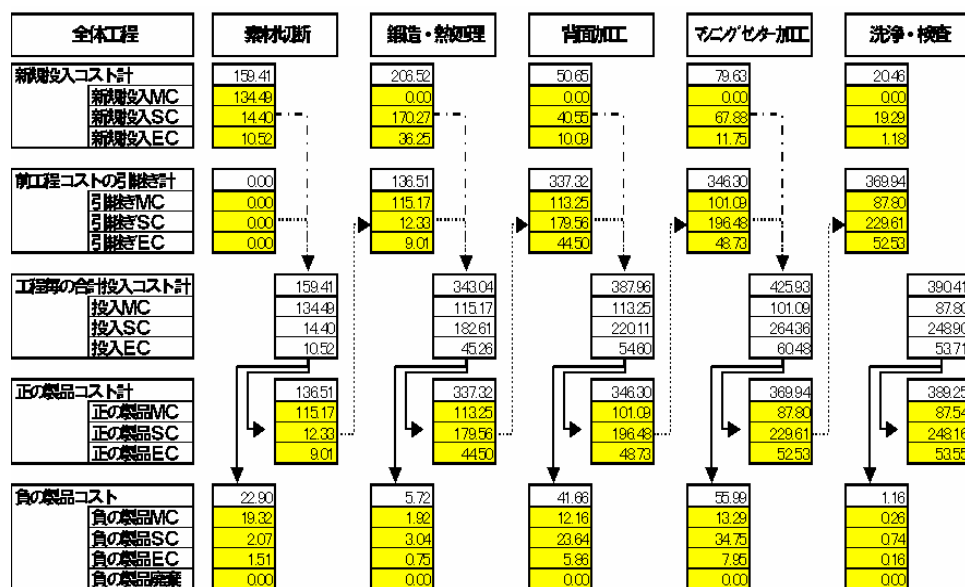 全体工程 素材切断 鍛造・熱処理 背面加工 マシニングセンター加工 洗浄・検査
新規投入コスト計 159.41 206.52 50.65 79.63 20.46
新規投入MC 134.49 0.00 0.00 0.00 0.00
新規投入SC 14.40 170.27 40.55 67.88 19.29
新規投入EC 10.52 36.25 10.09 11.75 1.18
前工程コストの引継ぎ計 0.00 136.51 337.32 346.30 369.94
引継ぎMC 0.00 115.17 113.25 101.09 87.80
引継ぎSC 0.00 12.33 179.56 196.48 229.61
引継ぎEC 0.00 9.01 44.50 48.73 52.53
工程毎の合計投入コスト計 159.41 343.04 387.96 425.93 390.41
投入MC 134.49 115.17 113.25 101.09 87.80
投入SC 14.40 182.61 220.11 264.36 248.90
投入EC 10.52 45.26 54.60 60.48 53.71
正の製品コスト計 136.51 337.32 346.30 369.94 389.25
正の製品MC 115.17 113.25 101.09 87.80 87.54
正の製品SC 12.33 179.56 196.48 229.61 248.16
正の製品EC 9.01 44.50 48.73 52.53 53.55
負の製品コスト 22.90 5.72 41.66 55.99 1.16
負の製品MC 19.32 1.92 12.16 13.29 0.26
負の製品SC 2.07 3.04 23.64 34.75 0.74
負の製品EC 1.51 0.75 5.86 7.95 0.16
負の製品廃棄 0.00 0.00 0.00 0.00 0.00